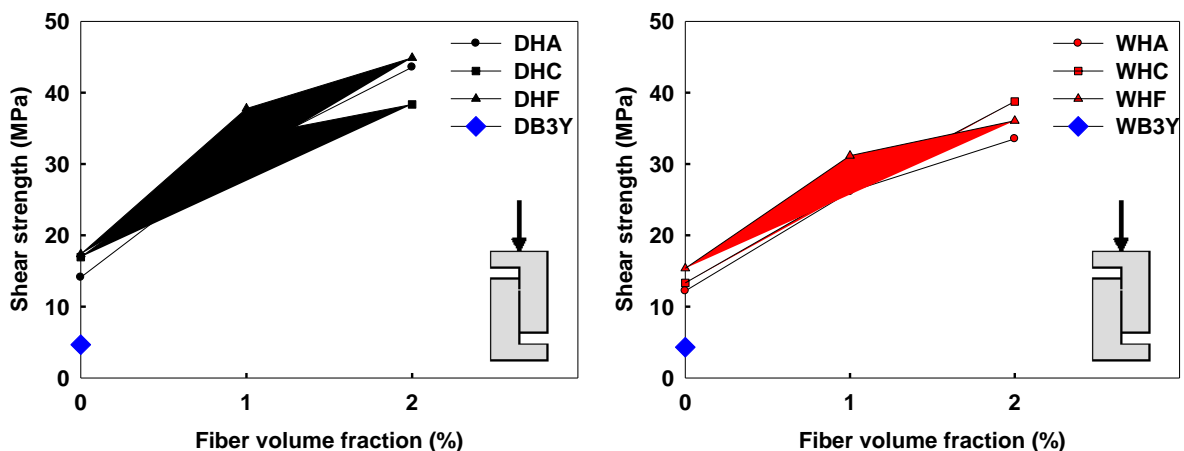 50
40
30
20
10
0
Shear strength (MPa)
0 1 2
Fiber volume fraction (%)
DHA
DHC
DHF
DB3Y
50
40
30
20
10
0
Shear strength (MPa)
0 1 2
Fiber volume fraction (%)
WHA
WHC
WHF
WB3Y